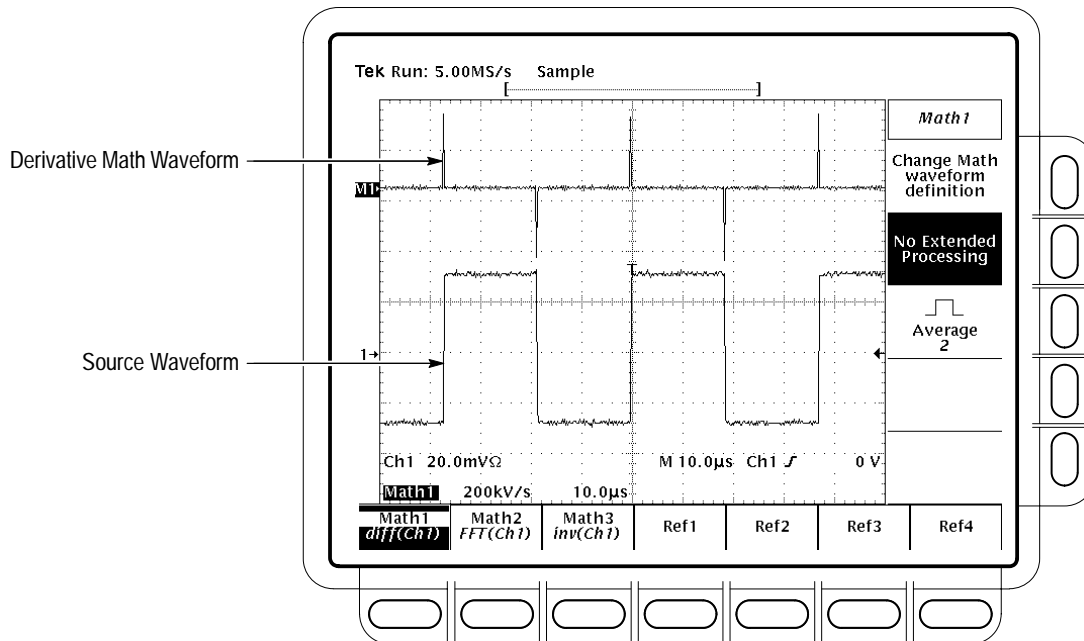 Tek Run: 5.00MS/s Sample
Math1
Derivative Math Waveform
Change Math
waveform
definition
M1
No Extended
Processing
T
Average
2
Source Waveform
1
Ch1 20.0mVΩ M 10.0µs Ch1 0 V
Math1 200kV/s 10.0µs
Math1
diff(Ch1)
Math2
FFT(Ch1)
Math3
inv(Ch1)
Ref1
Ref2
Ref3
Ref4